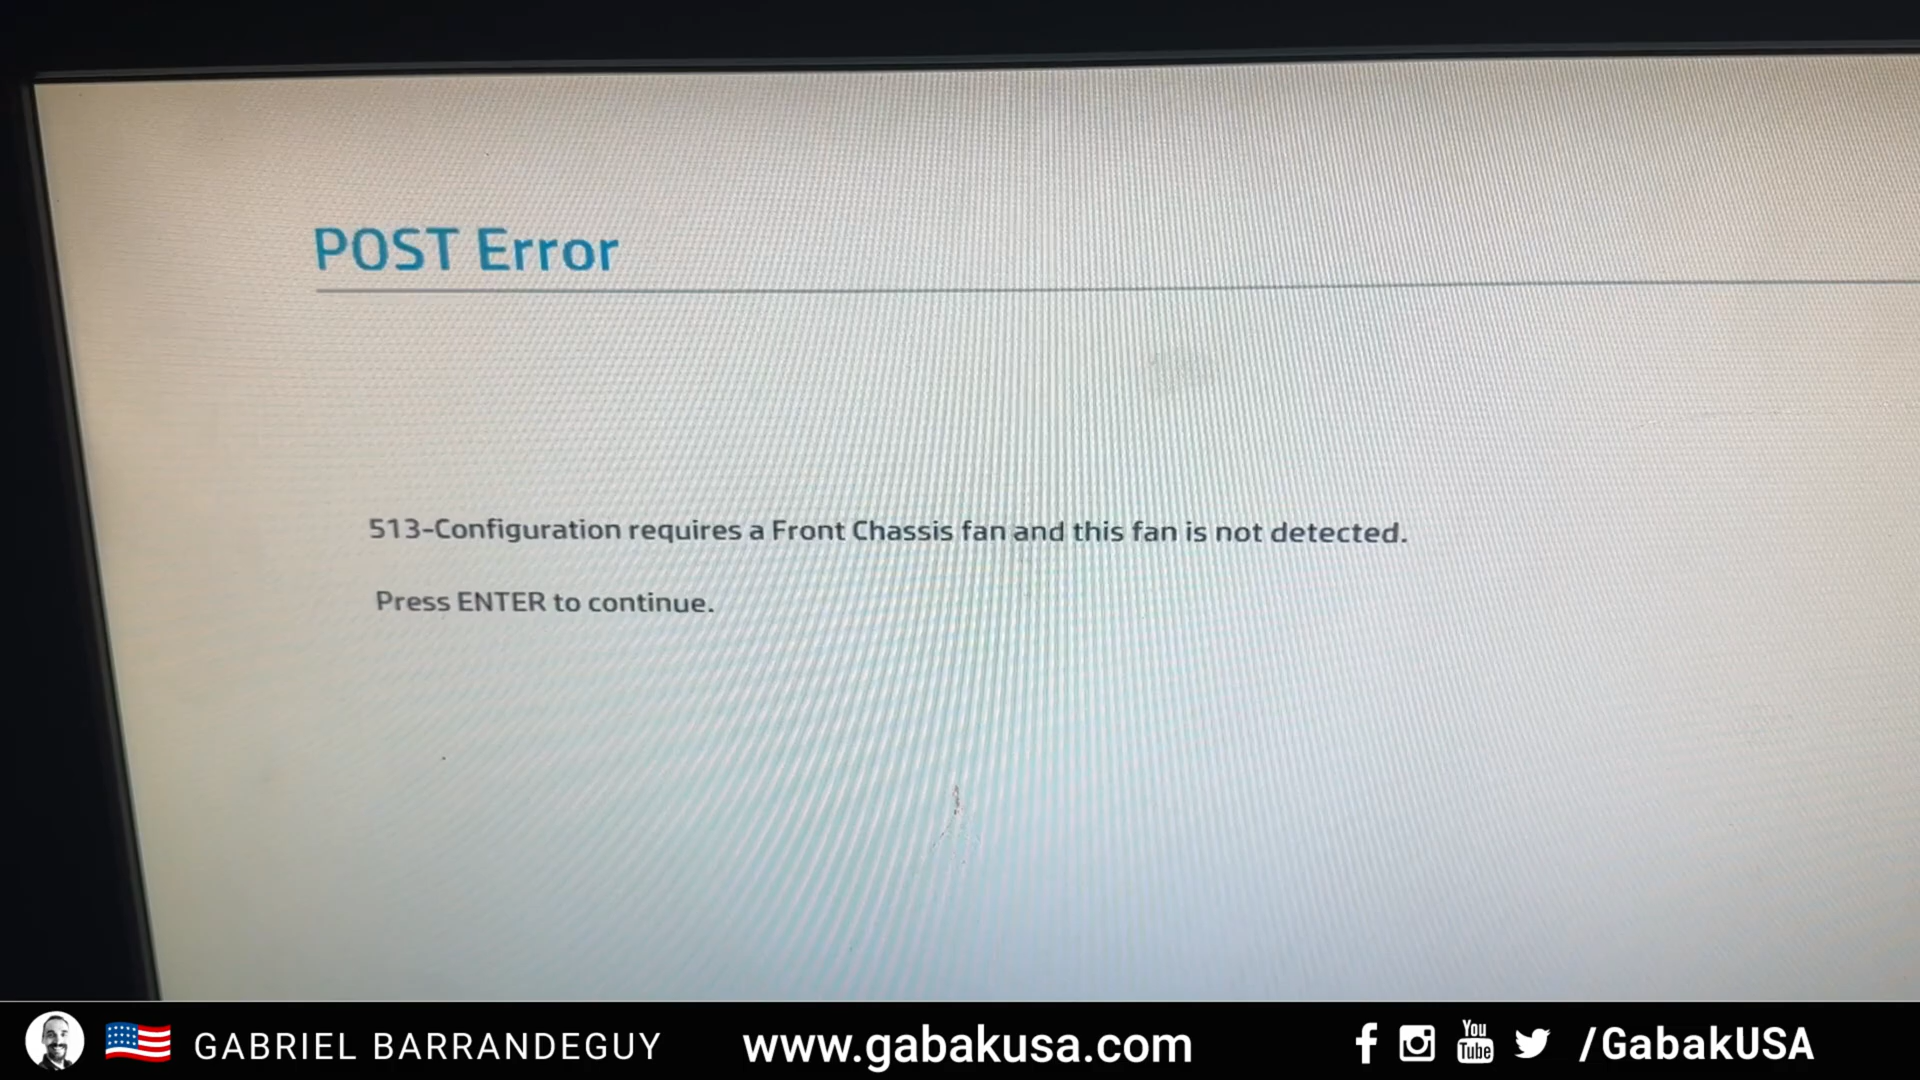 POST Error
513-Configuration requires a Front Chassis fan and this fan is not detected.
Press ENTER to continue.
GABRIEL BARRANDEGUY www.gabakusa.com You Tube /GabakUSA